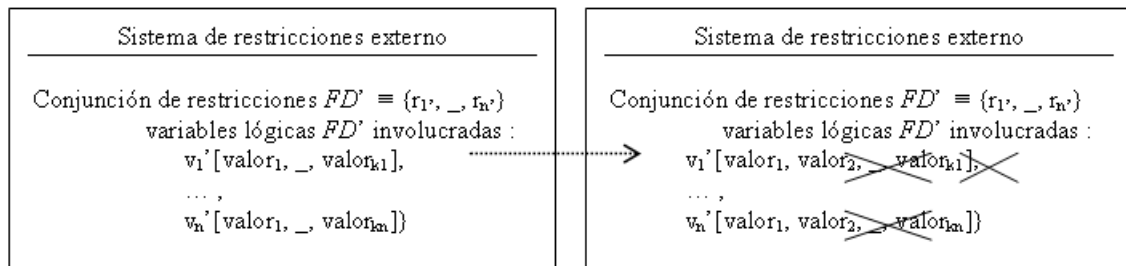 Sistema de restricciones externo
Conjunción de restricciones FD’ ≡ {r₁’, _, rₙ’}
variables lógicas FD’ involucradas :
v₁’[valor₁, _, valorₖ₁],
... ,
vₙ’[valor₁, _, valorₖₙ]}
Sistema de restricciones externo
Conjunción de restricciones FD’ ≡ {r₁’, _, rₙ’}
variables lógicas FD’ involucradas :
v₁’[valor₁, valor₂, _, valorₖ₁],
... ,
vₙ’[valor₁, valor₂, _, valorₖₙ]}